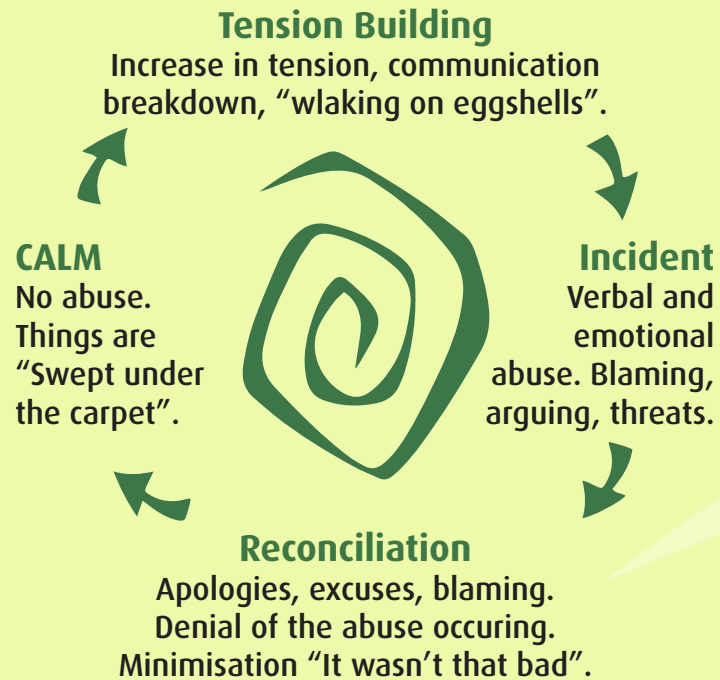 Tension Building
Increase in tension, communication
breakdown, “wlaking on eggshells”.
CALM
No abuse.
Things are
“Swept under
the carpet”.
Incident
Verbal and
emotional
abuse. Blaming,
arguing, threats.
Reconciliation
Apologies, excuses, blaming.
Denial of the abuse occuring.
Minimisation “It wasn’t that bad”.